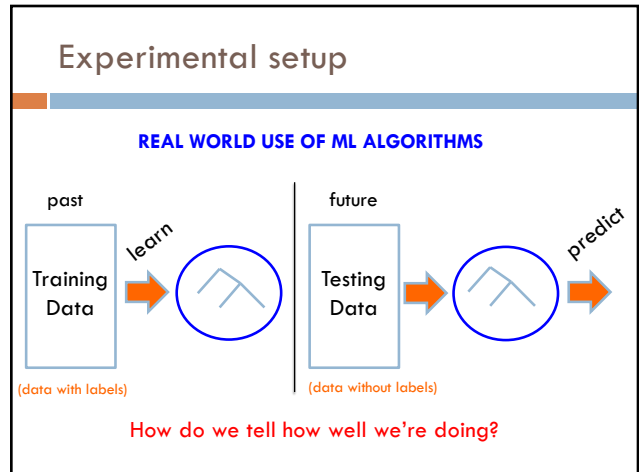 Experimental setup
REAL WORLD USE OF ML ALGORITHMS
past
learn
Training
Data
(data with labels)
future
Testing
Data
predict
(data without labels)
How do we tell how well we're doing?